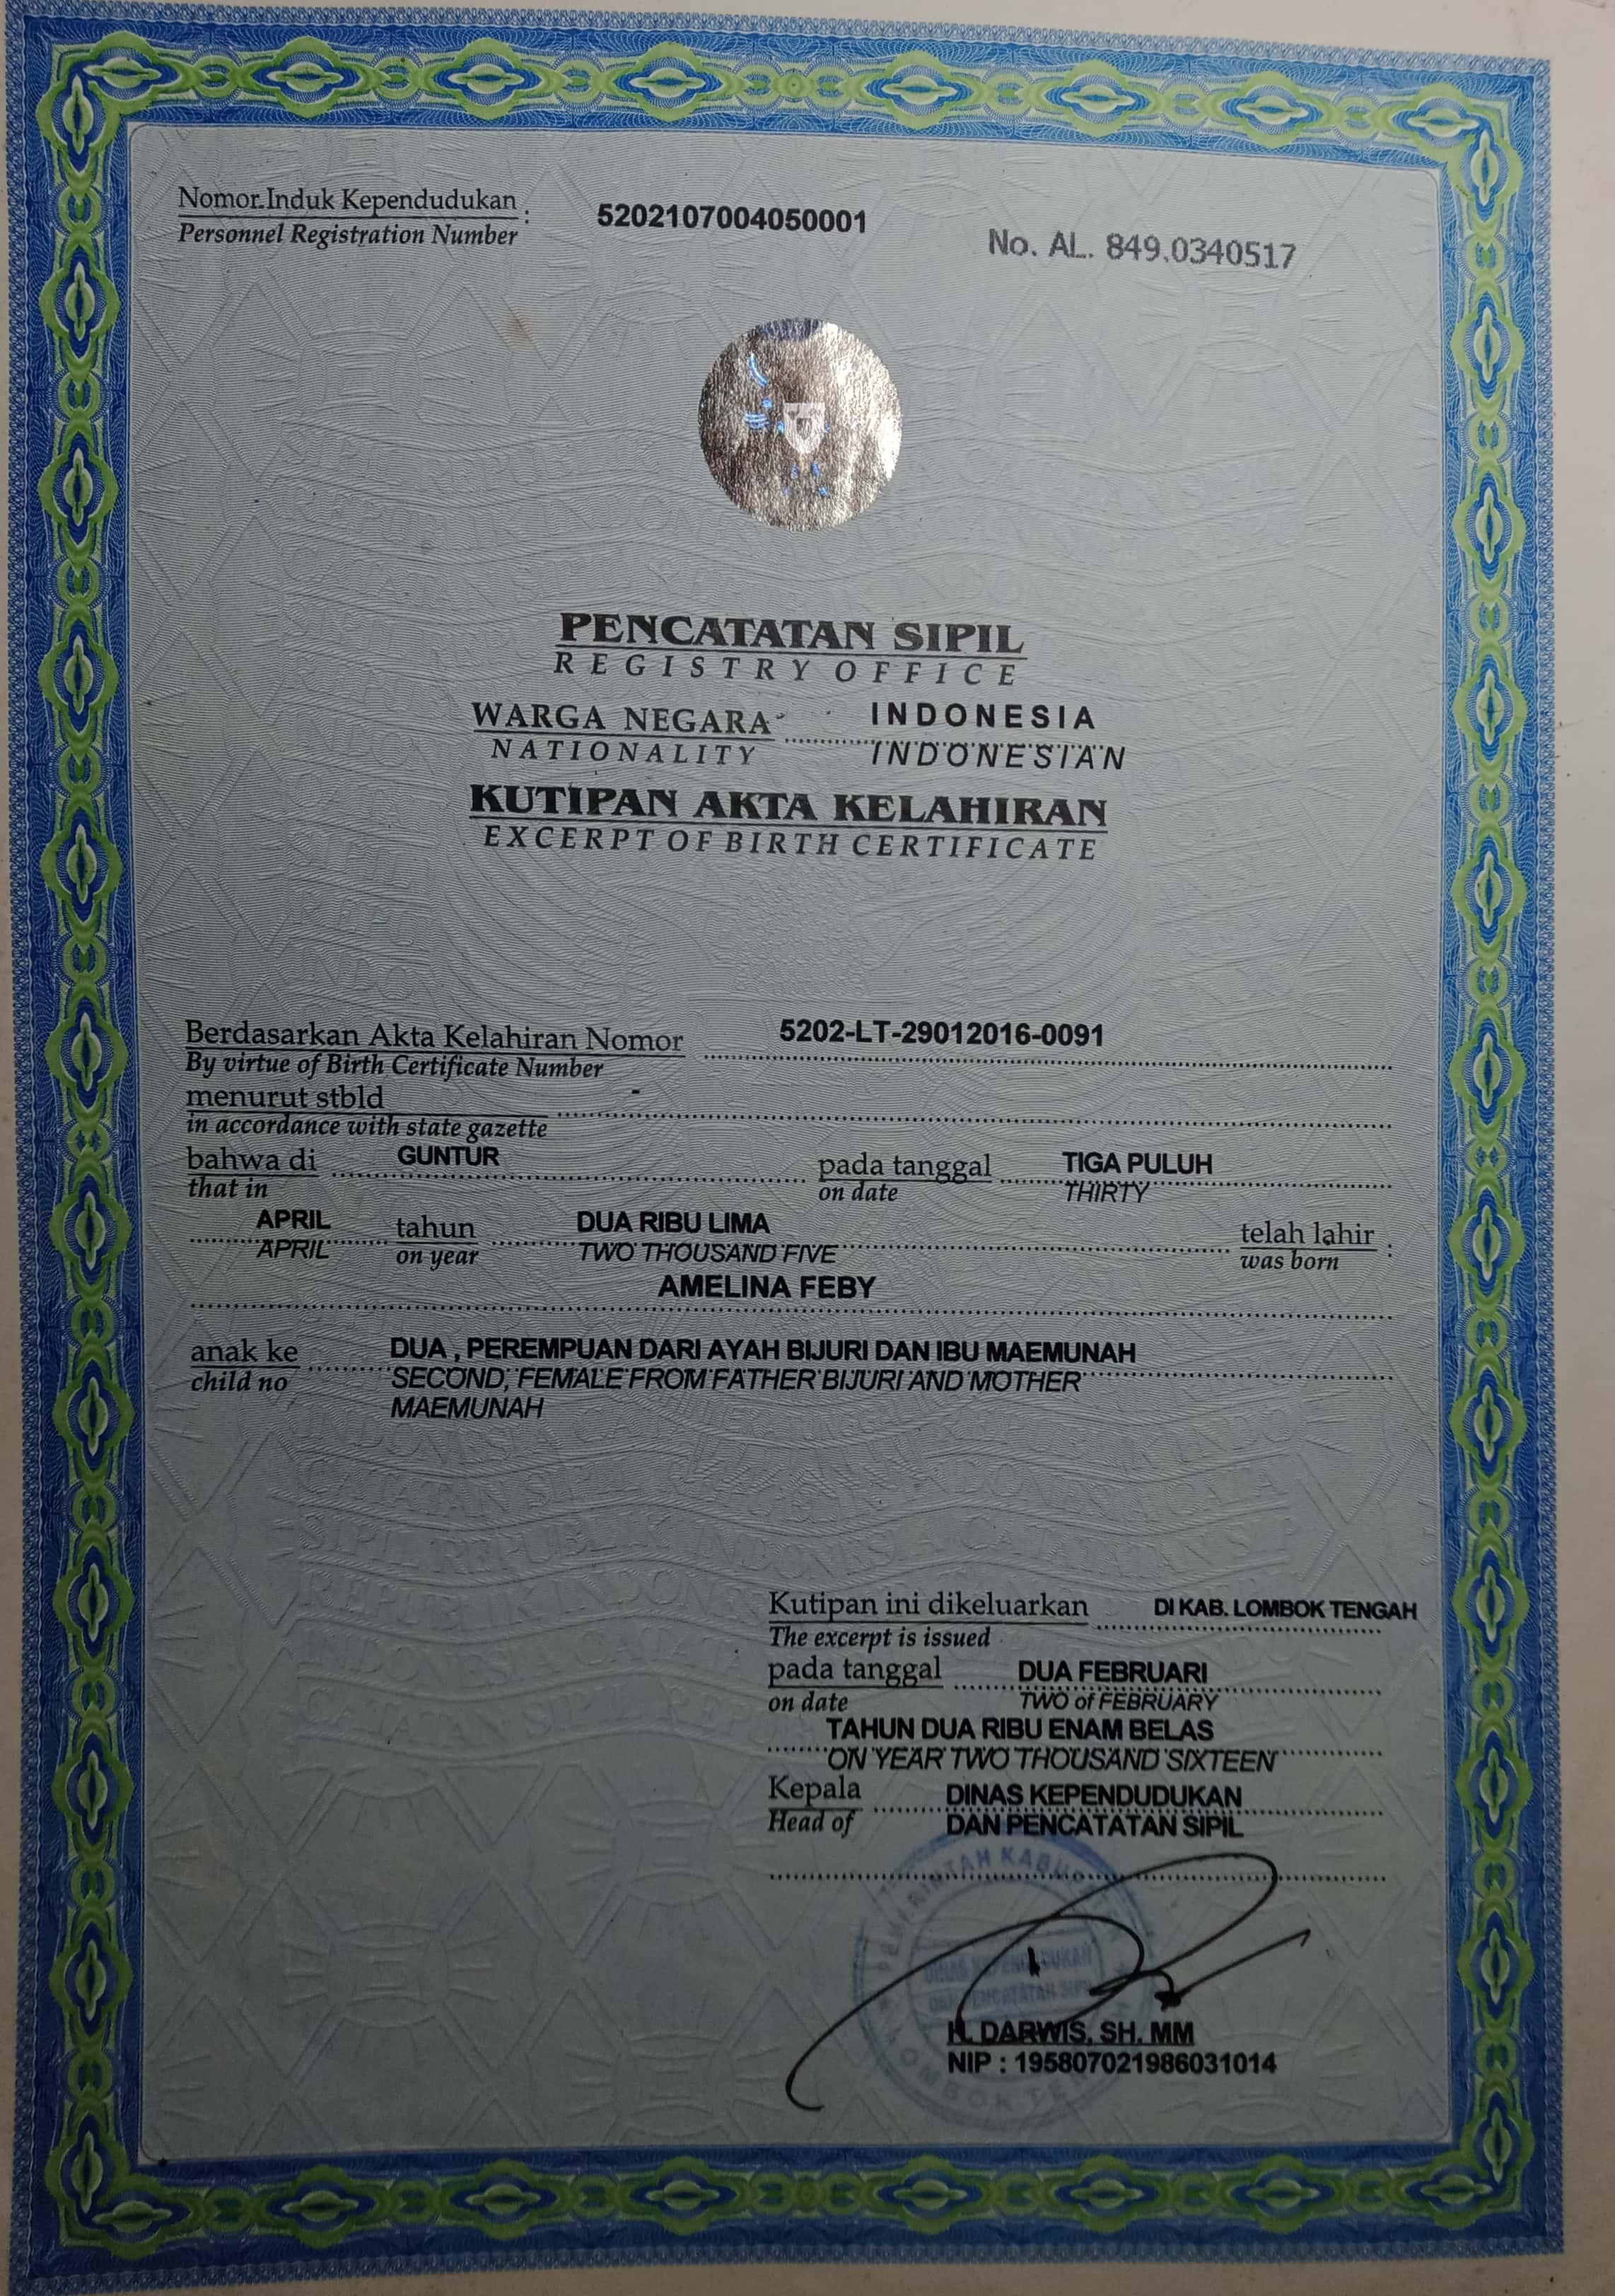 Nomor Induk Kependudukan : 5202107004050001
Personnel Registration Number
No. AL. 849.0340517
PENCATATAN SIPIL
REGISTRY OFFICE
WARGA NEGARA INDONESIA
NATIONALITY INDONESIAN
KUTIPAN AKTA KELAHIRAN
EXCERPT OF BIRTH CERTIFICATE
Berdasarkan Akta Kelahiran Nomor 5202-LT-29012016-0091
By virtue of Birth Certificate Number
menurut stbld -
in accordance with state gazette
bahwa di GUNTUR pada tanggal TIGA PULUH
that in on date THIRTY
APRIL tahun DUA RIBU LIMA telah lahir :
APRIL on year TWO THOUSAND FIVE was born
AMELINA FEBY
anak ke DUA , PEREMPUAN DARI AYAH BIJURI DAN IBU MAEMUNAH
child no SECOND, FEMALE FROM FATHER BIJURI AND MOTHER
MAEMUNAH
Kutipan ini dikeluarkan DI KAB. LOMBOK TENGAH
The excerpt is issued
pada tanggal DUA FEBRUARI
on date TWO of FEBRUARY
TAHUN DUA RIBU ENAM BELAS
ON YEAR TWO THOUSAND SIXTEEN
Kepala DINAS KEPENDUDUKAN
Head of DAN PENCATATAN SIPIL
H. DARWIS, SH. MM
NIP : 195807021986031014